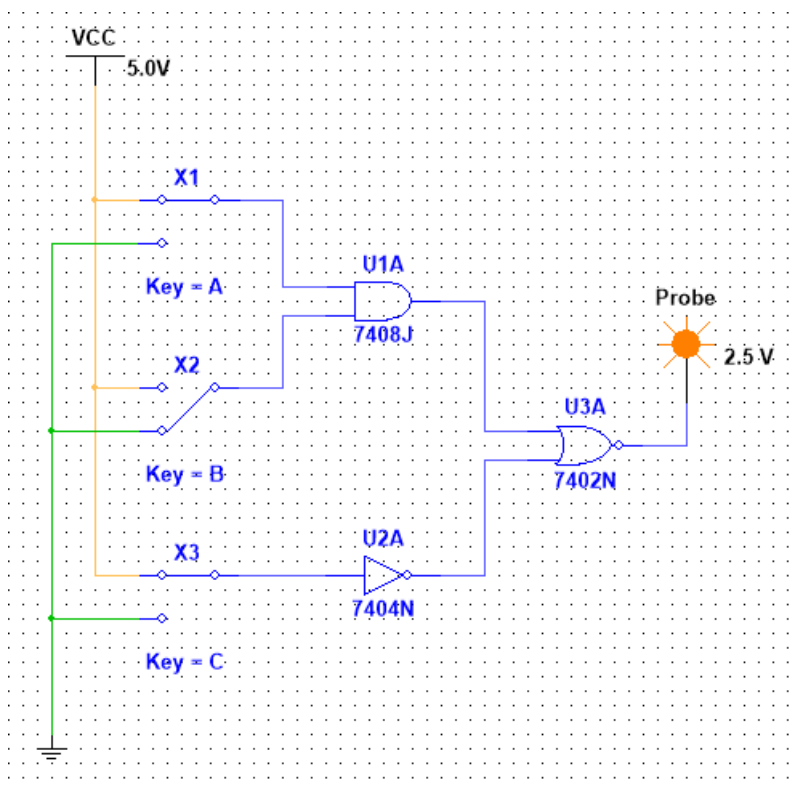 VCC
5.0V
X1
Key = A
U1A
7408J
Probe
2.5 V
X2
Key = B
U3A
7402N
X3
U2A
7404N
Key = C